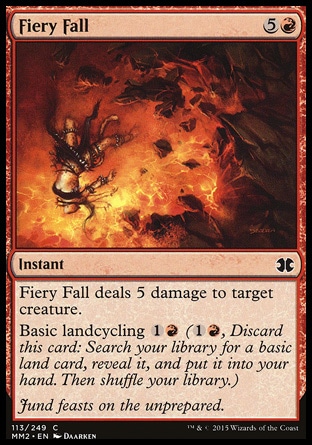 Fiery Fall 5
Instant
Fiery Fall deals 5 damage to target
creature.
Basic landcycling 1 (1, Discard
this card: Search your library for a basic
land card, reveal it, and put it into your
hand. Then shuffle your library.)
Jund feasts on the unprepared.
113/249 C
MM2 • EN Daarken
™ & © 2015 Wizards of the Coast